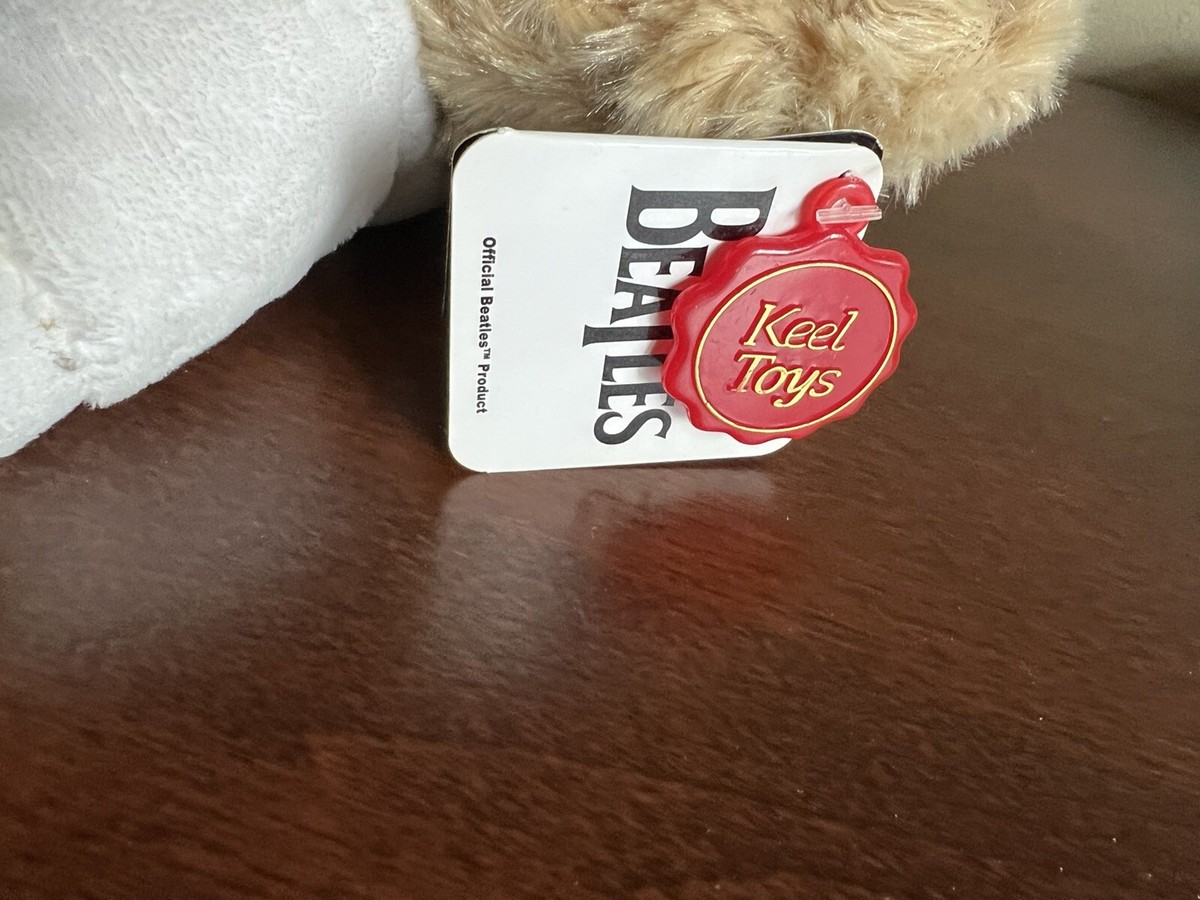 BEATLES
Official Beatles™ Product
Keel
Toys